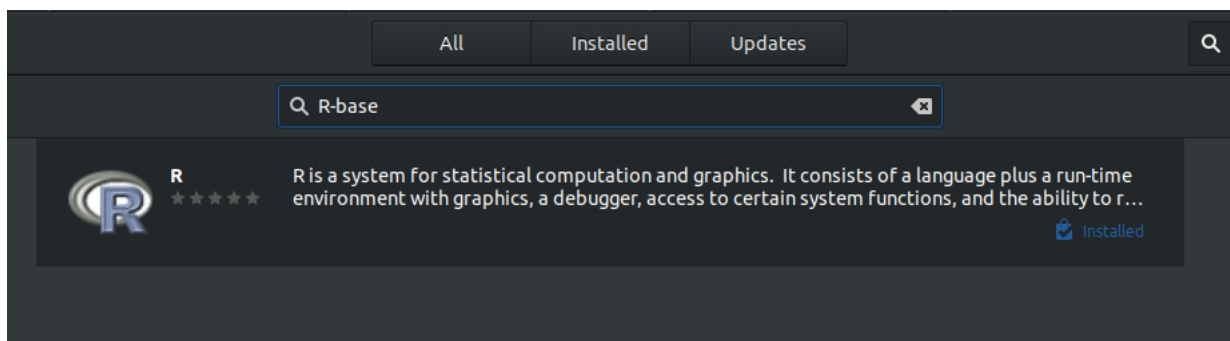 All Installed Updates
R-base
R
R is a system for statistical computation and graphics.  It consists of a language plus a run-time
environment with graphics, a debugger, access to certain system functions, and the ability to r...
Installed